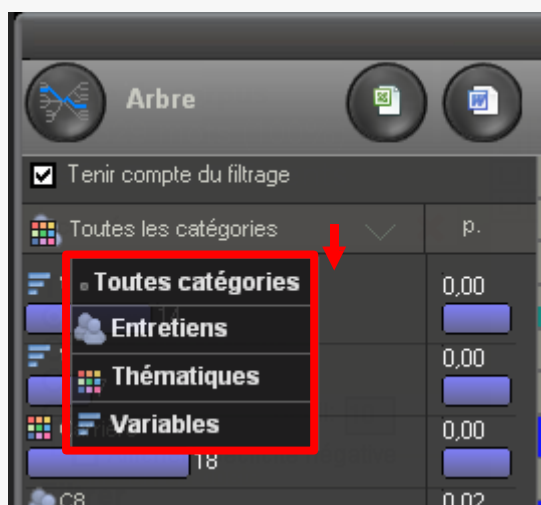 Arbre
Tenir compte du filtrage
Toutes les catégories p.
Toutes catégories 0,00
14
Entretiens
0,00
Thématiques
Variables 0,00
18
C8 0,02